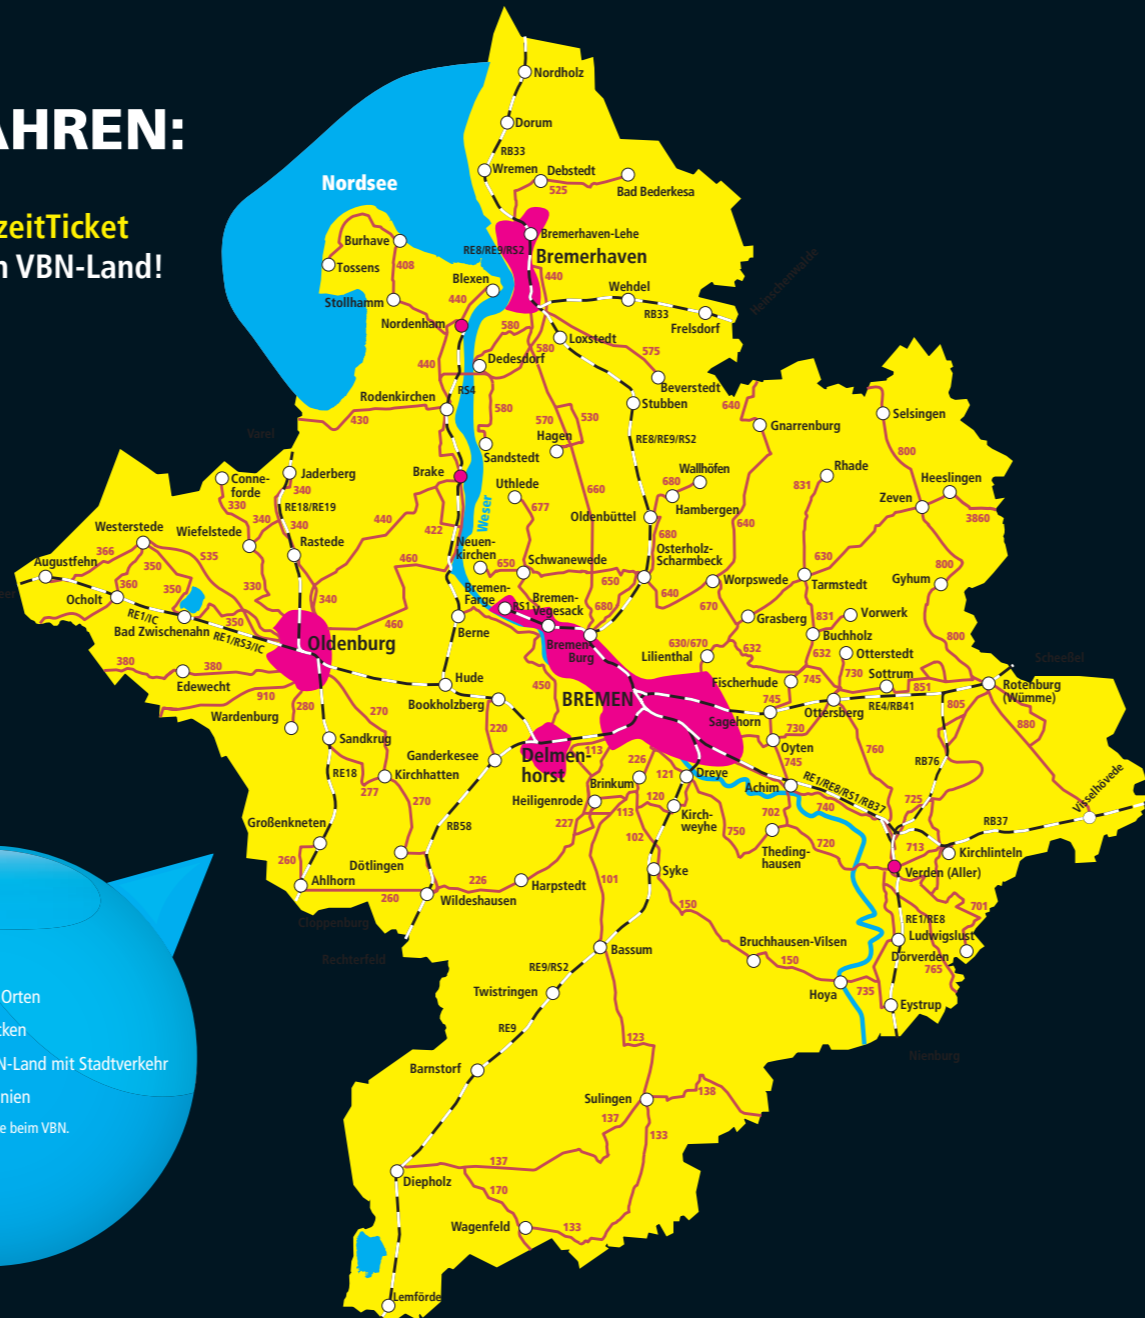 AHREN:
zeitTicket
n VBN-Land!
Nordsee
Nordholz
Dorum
RB33
Wremen
Debstedt
525
Bad Bederkesa
Burhave
Tossens
408
Stollhamm
Blexen
440
Nordenham
RE8/RE9/RS2
Bremerhaven-Lehe
Bremerhaven
440
Wehdel
RB33
Frelsdorf
Heinschenwalde
580
580
Loxstedt
575
Dedesdorf
440
Beverstedt
Rodenkirchen
RS4
580
Stubben
430
570
530
640
Gnarrenburg
Selsingen
Varel
Hagen
RE8/RE9/RS2
800
Jaderberg
Brake
Sandstedt
Wallhöfen
Rhade
Heeslingen
Conne-
forde
340
Uthlede
680
831
Zeven
330
RE18/RE19
Weser
660
Hambergen
3860
340
340
440
422
677
Oldenbüttel
640
Westerstede
Wiefelstede
Rastede
680
366
S35
Neuen-
kirchen
Osterholz-
Scharmbeck
630
800
Augustfehn
350
460
650
Schwanewede
650
Worpswede
Tarmstedt
Gyhum
360
350
330
340
Bremen-
Farge
RS1
Bremen-
Vegesack
680
640
670
Ocholt
Grasberg
831
Vorwerk
RE1/IC
350
460
Berne
Bad Zwischenahn
RE1/RS3/IC
Oldenburg
Bremen-
Burg
Buchholz
800
630/670
Lilienthal
632
632
Otterstedt
Scheeßel
380
380
Edewecht
Hude
450
BREMEN
Fischerhude
745
730
Sottrum
851
Rotenburg
(Wümme)
910
280
270
Bookholzberg
745
Ottersberg
RE4/RB41
805
Wardenburg
Sagehorn
730
880
Sandkrug
220
Oyten
760
Ganderkesee
Delmen-
horst
113
226
745
RB76
RE18
Kirchhatten
Brinkum
121
Dreye
Achim
RE1/RE8/RS1/RB37
Visselhövede
277
270
Heiligenrode
120
Kirch-
weyhe
702
740
725
RB58
113
RB37
Großenkneten
227
102
750
Theding-
hausen
720
713
Kirchlinteln
260
Dötlingen
Verden (Aller)
Ahlhorn
226
Harpstedt
101
Syke
260
Wildeshausen
150
701
Cloppenburg
RE1/RE8
Ludwigslust
Bruchhausen-Vilsen
Rechterfeld
Bassum
150
Dörverden
765
RE9/RS2
Hoya
735
Twistringen
Eystrup
RE9
123
Nienburg
Barnstorf
138
Sulingen
137
133
137
Diepholz
170
Wagenfeld
133
Lemförde
Orten
cken
N-Land mit Stadtverkehr
nien
e beim VBN.